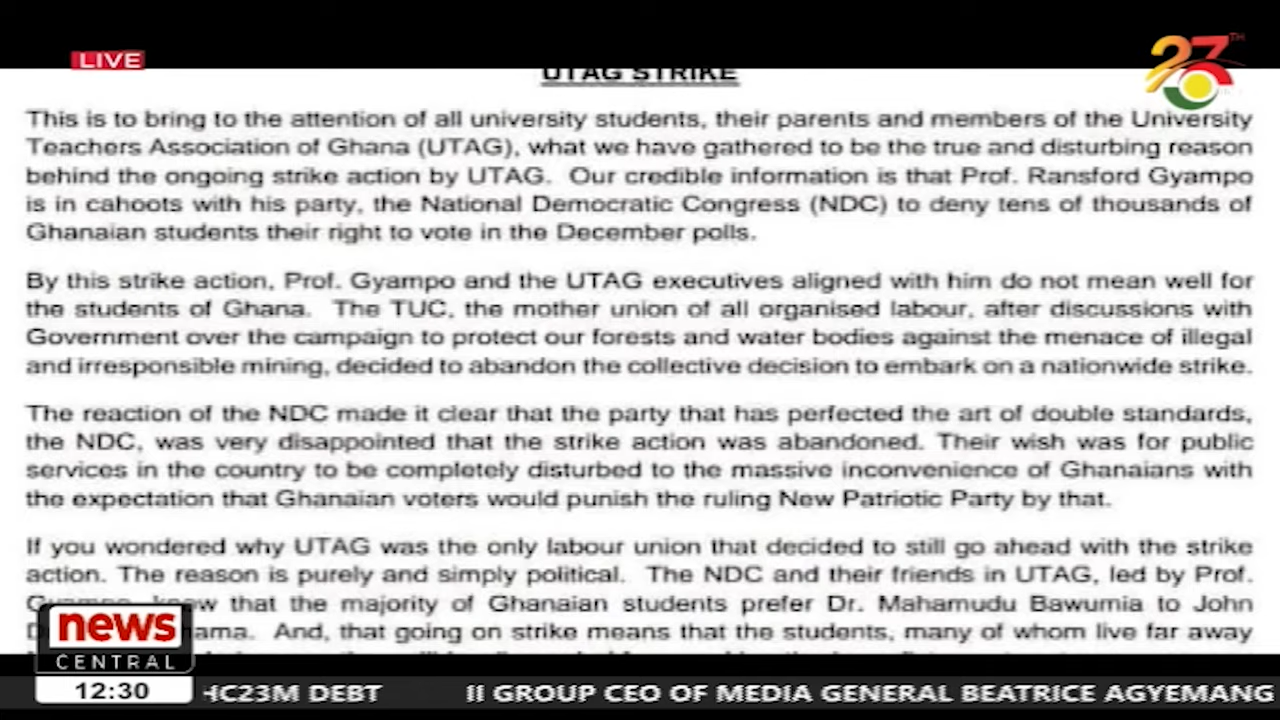 LIVE
23TH
UTAG STRIKE
This is to bring to the attention of all university students, their parents and members of the University
Teachers Association of Ghana (UTAG), what we have gathered to be the true and disturbing reason
behind the ongoing strike action by UTAG. Our credible information is that Prof. Ransford Gyampo
is in cahoots with his party, the National Democratic Congress (NDC) to deny tens of thousands of
Ghanaian students their right to vote in the December polls.
By this strike action, Prof. Gyampo and the UTAG executives aligned with him do not mean well for
the students of Ghana. The TUC, the mother union of all organised labour, after discussions with
Government over the campaign to protect our forests and water bodies against the menace of illegal
and irresponsible mining, decided to abandon the collective decision to embark on a nationwide strike.
The reaction of the NDC made it clear that the party that has perfected the art of double standards,
the NDC, was very disappointed that the strike action was abandoned. Their wish was for public
services in the country to be completely disturbed to the massive inconvenience of Ghanaians with
the expectation that Ghanaian voters would punish the ruling New Patriotic Party by that.
If you wondered why UTAG was the only labour union that decided to still go ahead with the strike
action. The reason is purely and simply political. The NDC and their friends in UTAG, led by Prof.
know that the majority of Ghanaian students prefer Dr. Mahamudu Bawumia to John
ama. And, that going on strike means that the students, many of whom live far away
news
CENTRAL
12:30
HC23M DEBT
II GROUP CEO OF MEDIA GENERAL BEATRICE AGYEMANG